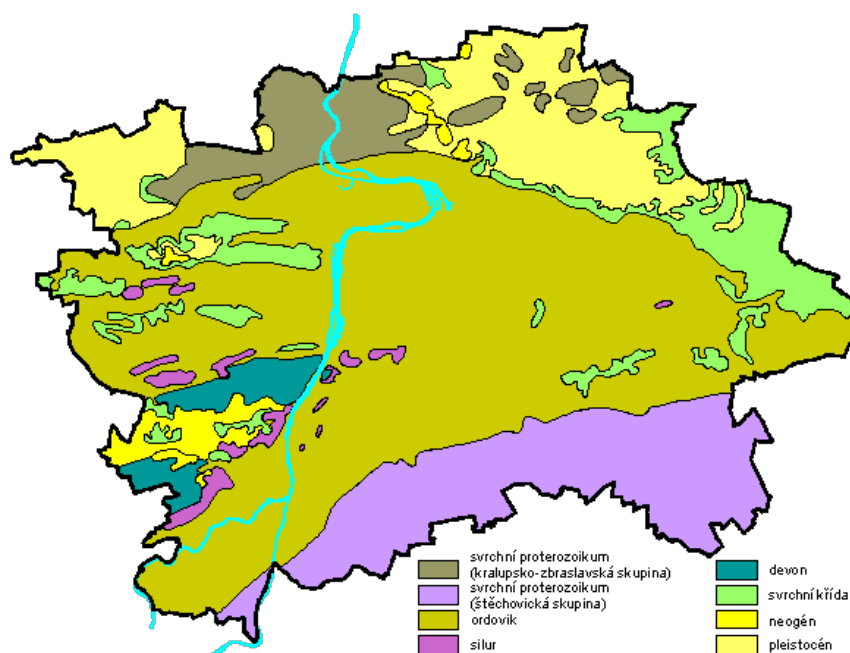 svrchní proterozoikum
(kralupsko-zbraslavská skupina)
svrchní proterozoikum
(štěchovická skupina)
ordovik
silur
devon
svrchní křída
neogén
pleistocén